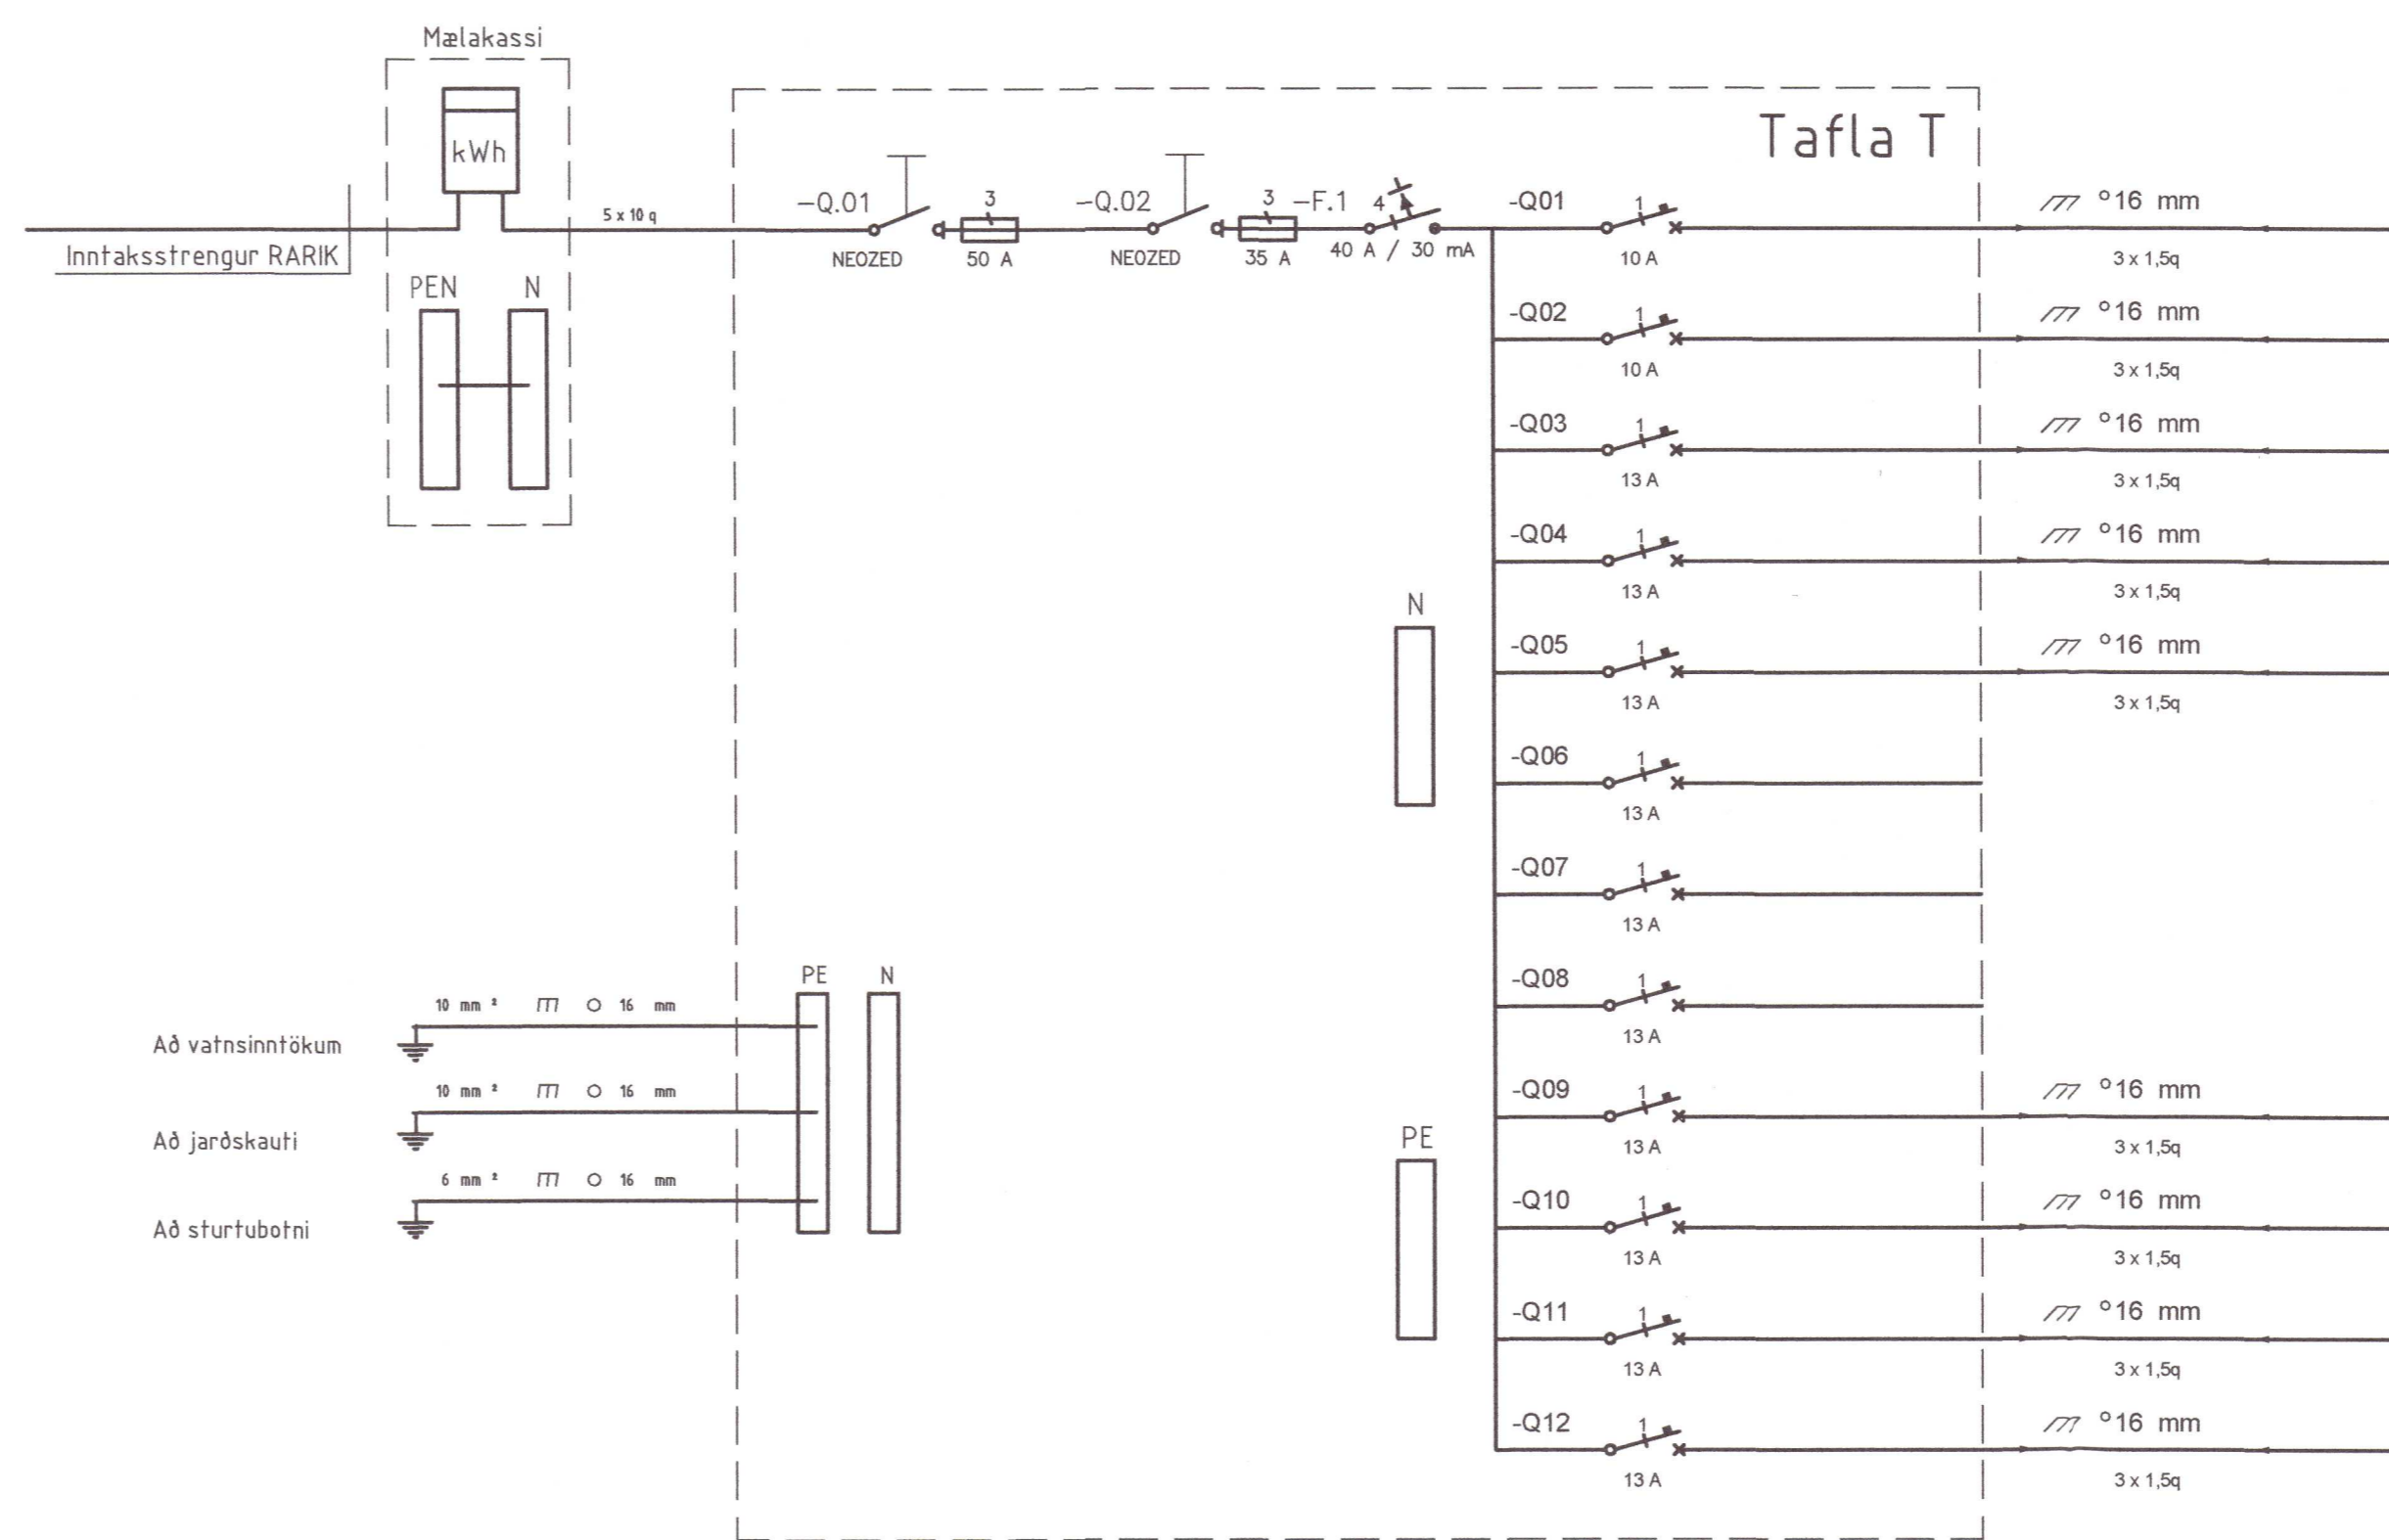 Mælakassi
kWh
Inntaksstrengur RARIK
PEN N
5 x 10 q
Tafla T
-Q.01
NEOZED
3
50 A
-Q.02
NEOZED
3
35 A
-F.1
4
40 A / 30 mA
-Q01 1 10 A °16 mm 3 x 1,5q
-Q02 1 10 A °16 mm 3 x 1,5q
-Q03 1 13 A °16 mm 3 x 1,5q
-Q04 1 13 A °16 mm 3 x 1,5q
-Q05 1 13 A °16 mm 3 x 1,5q
-Q06 1 13 A
-Q07 1 13 A
-Q08 1 13 A
-Q09 1 13 A °16 mm 3 x 1,5q
-Q10 1 13 A °16 mm 3 x 1,5q
-Q11 1 13 A °16 mm 3 x 1,5q
-Q12 1 13 A °16 mm 3 x 1,5q
N
PE
PE N
10 mm ² O 16 mm
Að vatnsinntökum
10 mm ² O 16 mm
Að jarðskauti
6 mm ² O 16 mm
Að sturtubotni